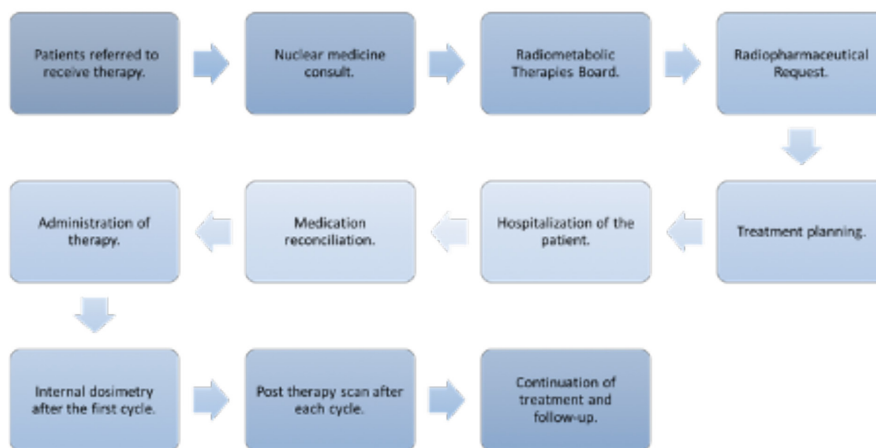 Patients referred to
receive therapy.
Nuclear medicine
consult.
Radiometabolic
Therapies Board.
Radiopharmaceutical
Request.
Treatment planning.
Hospitalization of the
patient.
Medication
reconciliation.
Administration of
therapy.
Internal dosimetry
after the first cycle.
Post therapy scan after
each cycle.
Continuation of
treatment and
follow-up.